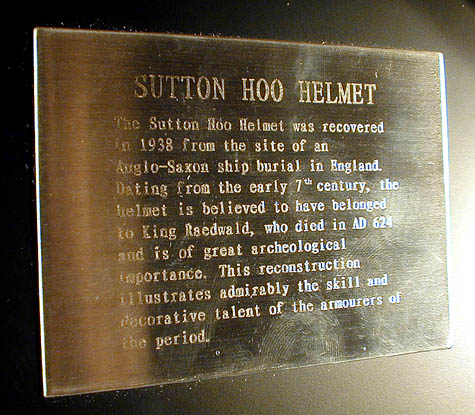 SUTTON HOO HELMET
The Sutton Hoo Helmet was recovered
in 1938 from the site of an
Anglo-Saxon ship burial in England.
Dating from the early 7th century, the
helmet is believed to have belonged
to King Raedwald, who died in AD 624
and is of great archeological
importance. This reconstruction
illustrates admirably the skill and
decorative talent of the armourers of
the period.